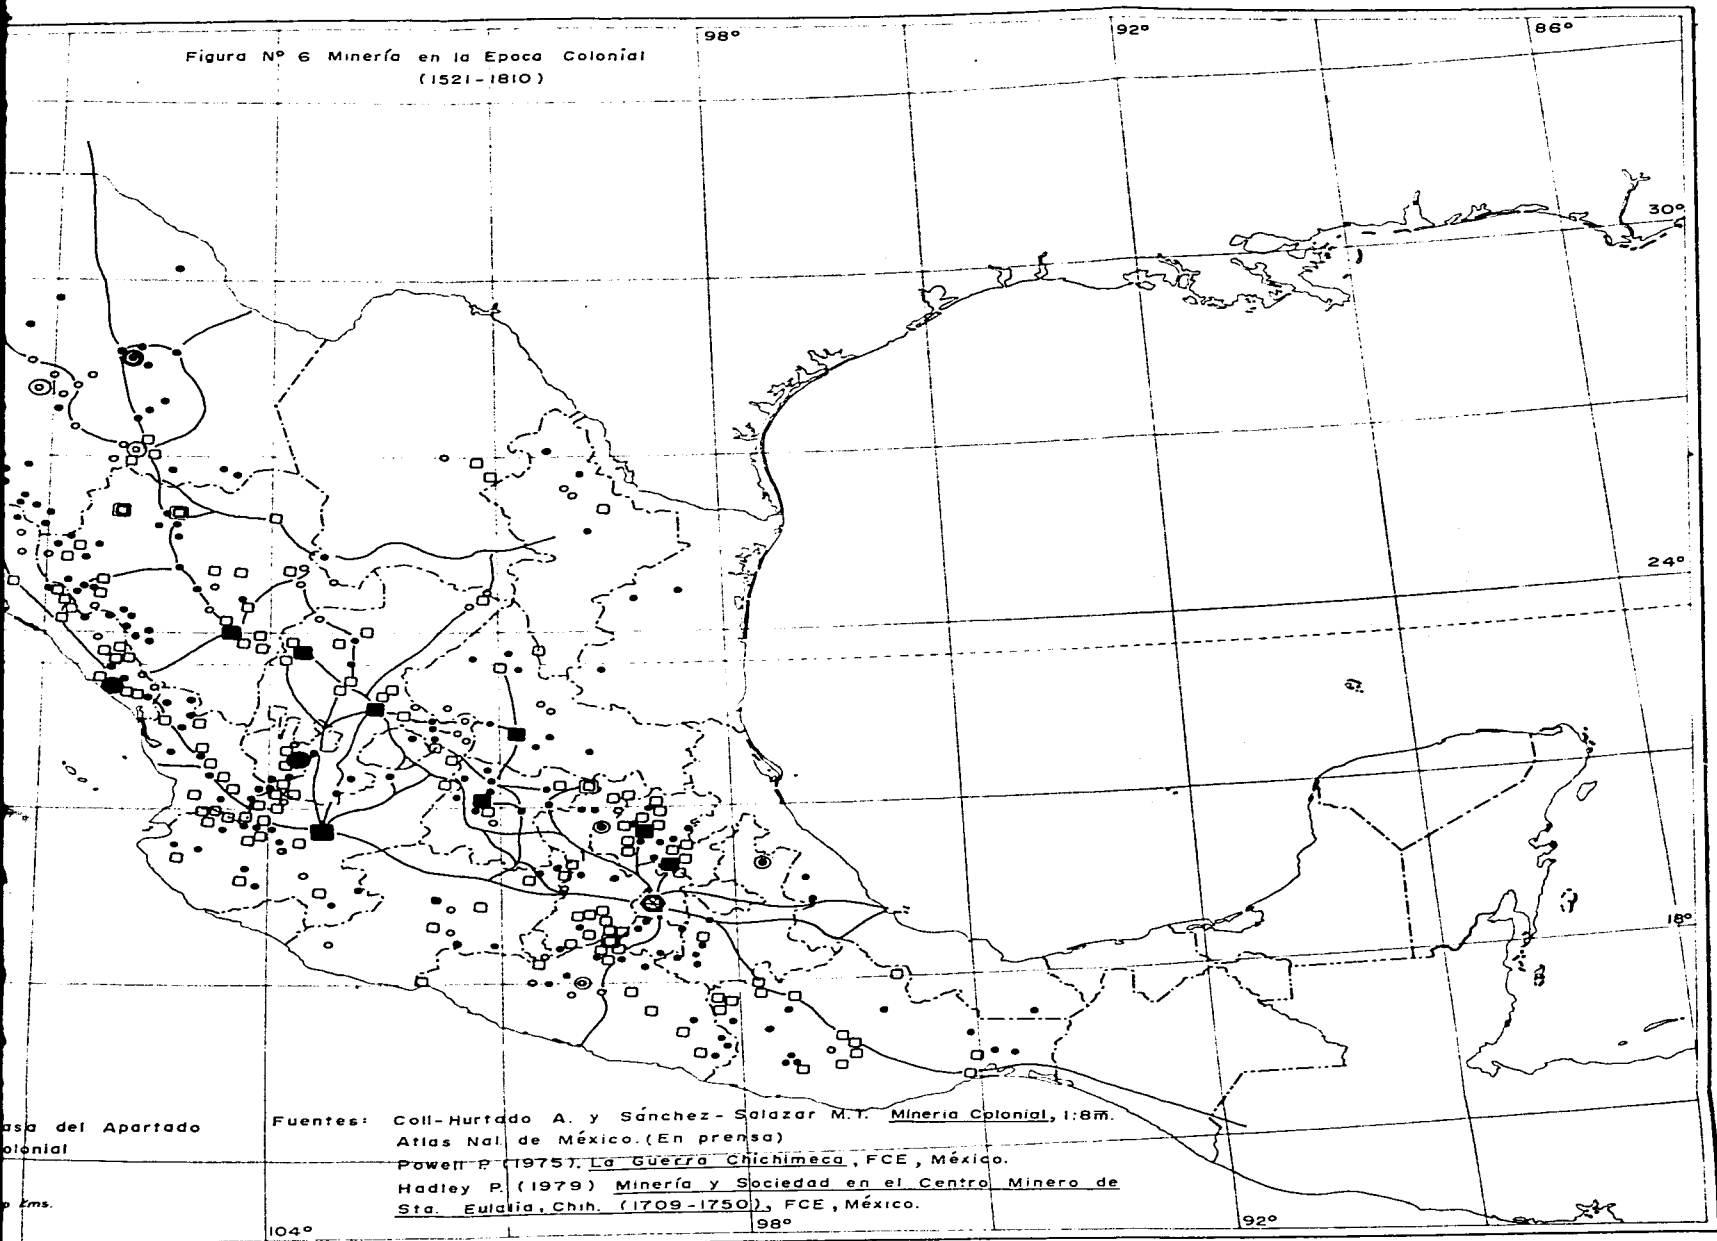 98°
92°
86°
Figura Nº 6 Minería en la Epoca Colonial
(1521-1810)
30°
24°
18°
asa del Apartado
olonial
Fuentes: Coll-Hurtado A. y Sánchez-Salazar M.T. Minería Colonial, 1:8m.
Atlas Nal. de México. (En prensa)
Powell P. (1975). La Guerra Chichimeca, FCE, México.
Hadley P. (1979) Minería y Sociedad en el Centro Minero de
Sta. Eulalia, Chih. (1709-1750), FCE, México.
Zms.
104°
98°
92°